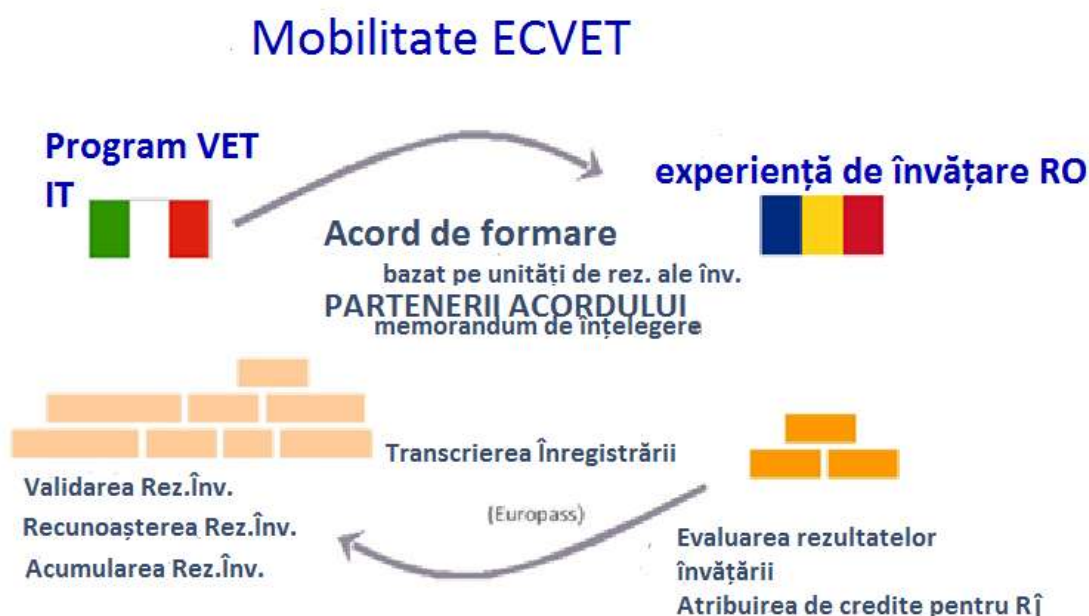 Mobilitate ECVET
Program VET
IT
experiență de învățare RO
Acord de formare
bazat pe unități de rez. ale înv.
PARTENERII ACORDULUI
memorandum de înțelegere
Transcrierea Înregistrării
(Europass)
Validarea Rez.Înv.
Recunoașterea Rez.Înv.
Acumularea Rez.Înv.
Evaluarea rezultatelor
învățării
Atribuirea de credite pentru RÎ